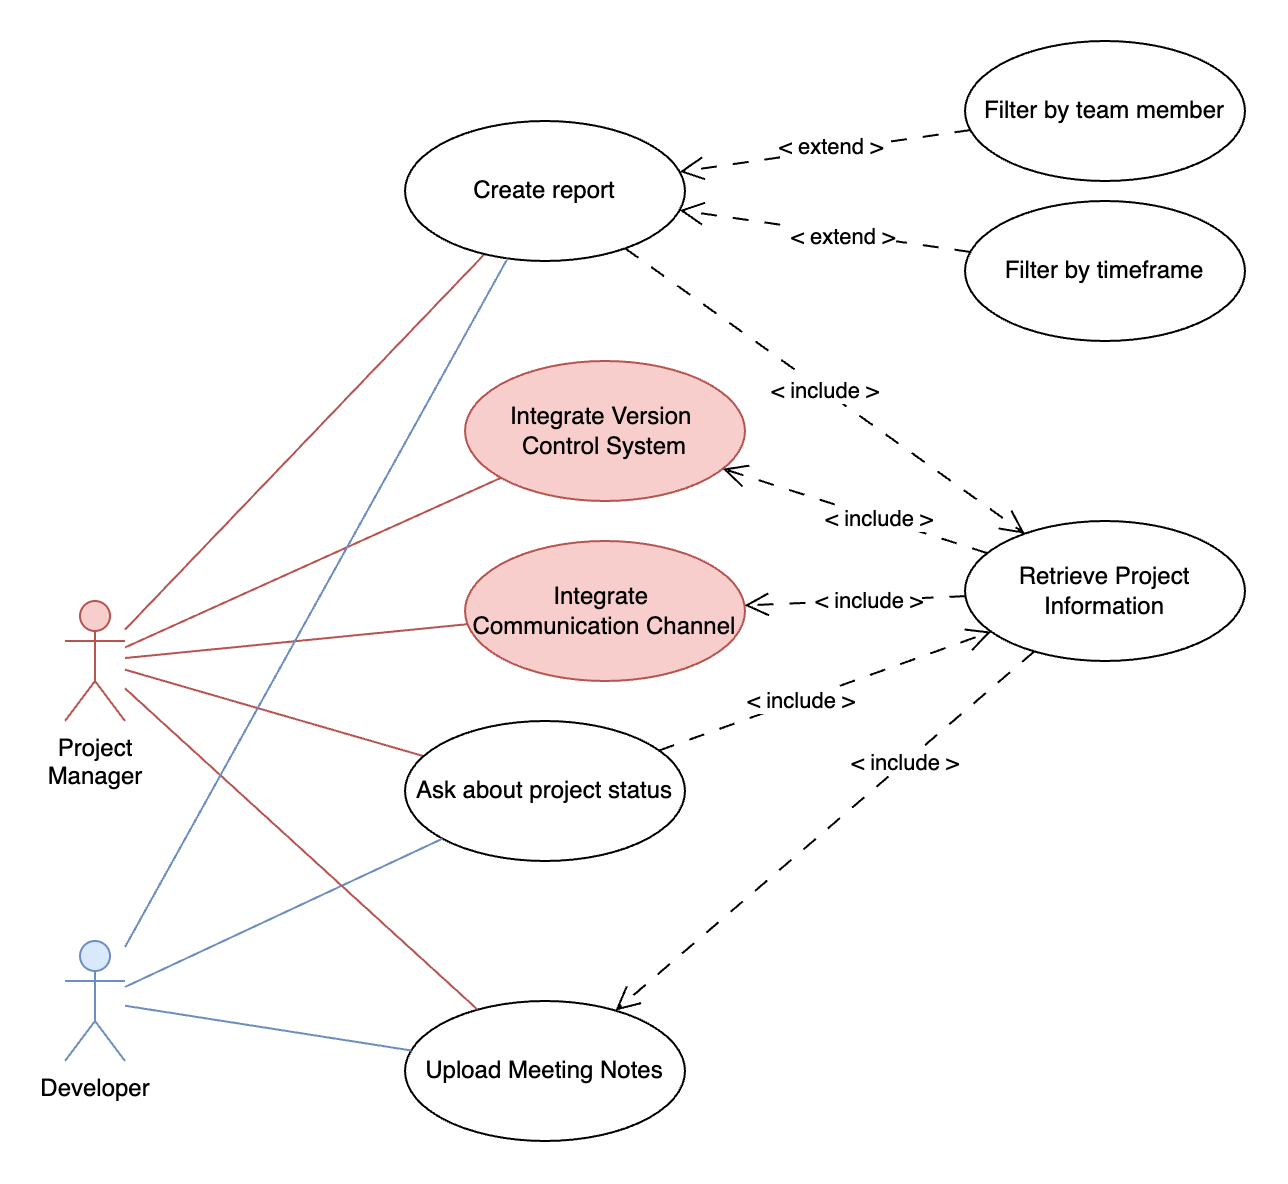 Filter by team member
< extend >
Create report
< extend >
Filter by timeframe
< include >
Integrate Version
Control System
< include >
Retrieve Project
Information
Integrate
Communication Channel
< include >
< include >
Project
Manager
< include >
Ask about project status
Upload Meeting Notes
Developer